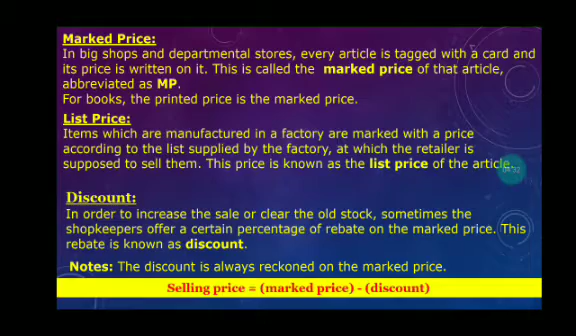 Marked Price:
In big shops and departmental stores, every article is tagged with a card and
its price is written on it. This is called the marked price of that article,
abbreviated as MP.
For books, the printed price is the marked price.
List Price:
Items which are manufactured in a factory are marked with a price
according to the list supplied by the factory, at which the retailer is
supposed to sell them. This price is known as the list price of the article.
Discount:
In order to increase the sale or clear the old stock, sometimes the
shopkeepers offer a certain percentage of rebate on the marked price. This
rebate is known as discount.
Notes: The discount is always reckoned on the marked price.
Selling price = (marked price) - (discount)